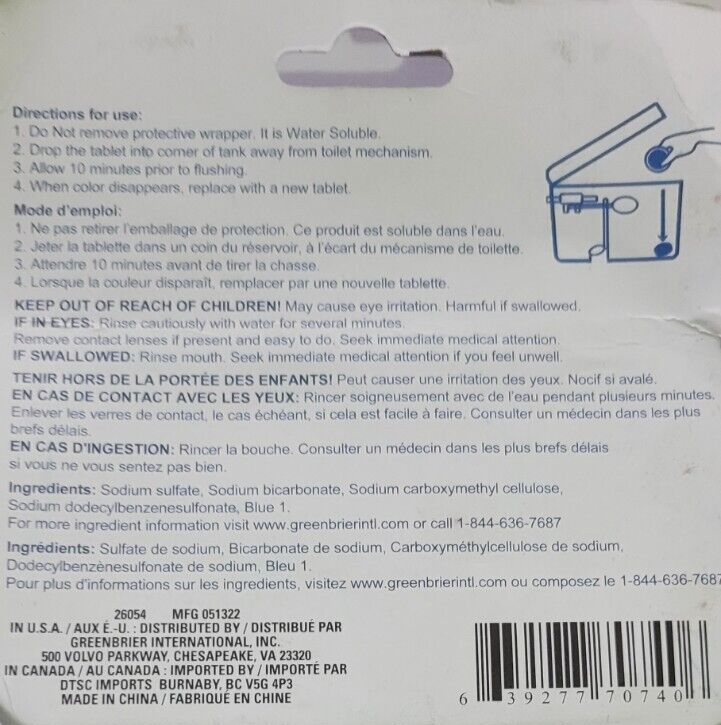 Directions for use:
1. Do Not remove protective wrapper. It is Water Soluble.
2. Drop the tablet into corner of tank away from toilet mechanism.
3. Allow 10 minutes prior to flushing.
4. When color disappears, replace with a new tablet.
Mode d'emploi:
1. Ne pas retirer l'emballage de protection. Ce produit est soluble dans l'eau.
2. Jeter la tablette dans un coin du réservoir, à l'écart du mécanisme de toilette.
3. Attendre 10 minutes avant de tirer la chasse.
4. Lorsque la couleur disparaît, remplacer par une nouvelle tablette.
KEEP OUT OF REACH OF CHILDREN! May cause eye irritation. Harmful if swallowed.
IF IN EYES: Rinse cautiously with water for several minutes.
Remove contact lenses if present and easy to do. Seek immediate medical attention.
IF SWALLOWED: Rinse mouth. Seek immediate medical attention if you feel unwell.
TENIR HORS DE LA PORTÉE DES ENFANTS! Peut causer une irritation des yeux. Nocif si avalé.
EN CAS DE CONTACT AVEC LES YEUX: Rincer soigneusement avec de l'eau pendant plusieurs minutes.
Enlever les verres de contact, le cas échéant, si cela est facile à faire. Consulter un médecin dans les plus
brefs délais.
EN CAS D'INGESTION: Rincer la bouche. Consulter un médecin dans les plus brefs délais
si vous ne vous sentez pas bien.
Ingredients: Sodium sulfate, Sodium bicarbonate, Sodium carboxymethyl cellulose,
Sodium dodecylbenzenesulfonate, Blue 1.
For more ingredient information visit www.greenbrierintl.com or call 1-844-636-7687
Ingrédients: Sulfate de sodium, Bicarbonate de sodium, Carboxyméthylcellulose de sodium,
Dodecylbenzènesulfonate de sodium, Bleu 1.
Pour plus d'informations sur les ingredients, visitez www.greenbrierintl.com ou composez le 1-844-636-7687
26054 MFG 051322
IN U.S.A. / AUX É.-U. : DISTRIBUTED BY / DISTRIBUÉ PAR
GREENBRIER INTERNATIONAL, INC.
500 VOLVO PARKWAY, CHESAPEAKE, VA 23320
IN CANADA / AU CANADA : IMPORTED BY / IMPORTÉ PAR
DTSC IMPORTS BURNABY, BC V5G 4P3
MADE IN CHINA / FABRIQUÉ EN CHINE
6 39277 70740